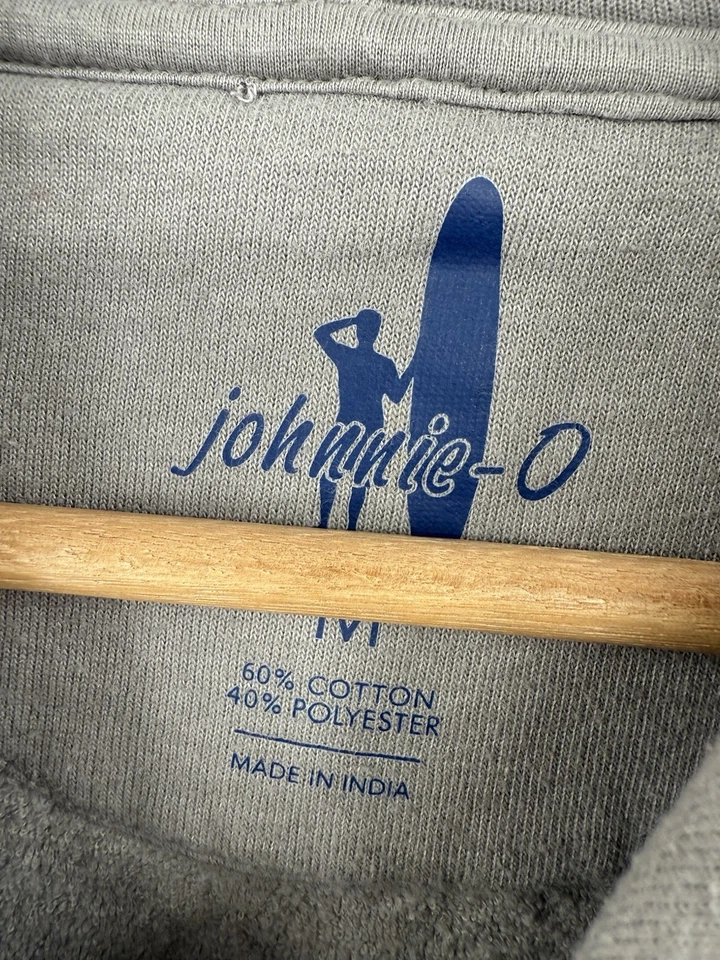 johnnie-O
M
60% COTTON
40% POLYESTER
MADE IN INDIA